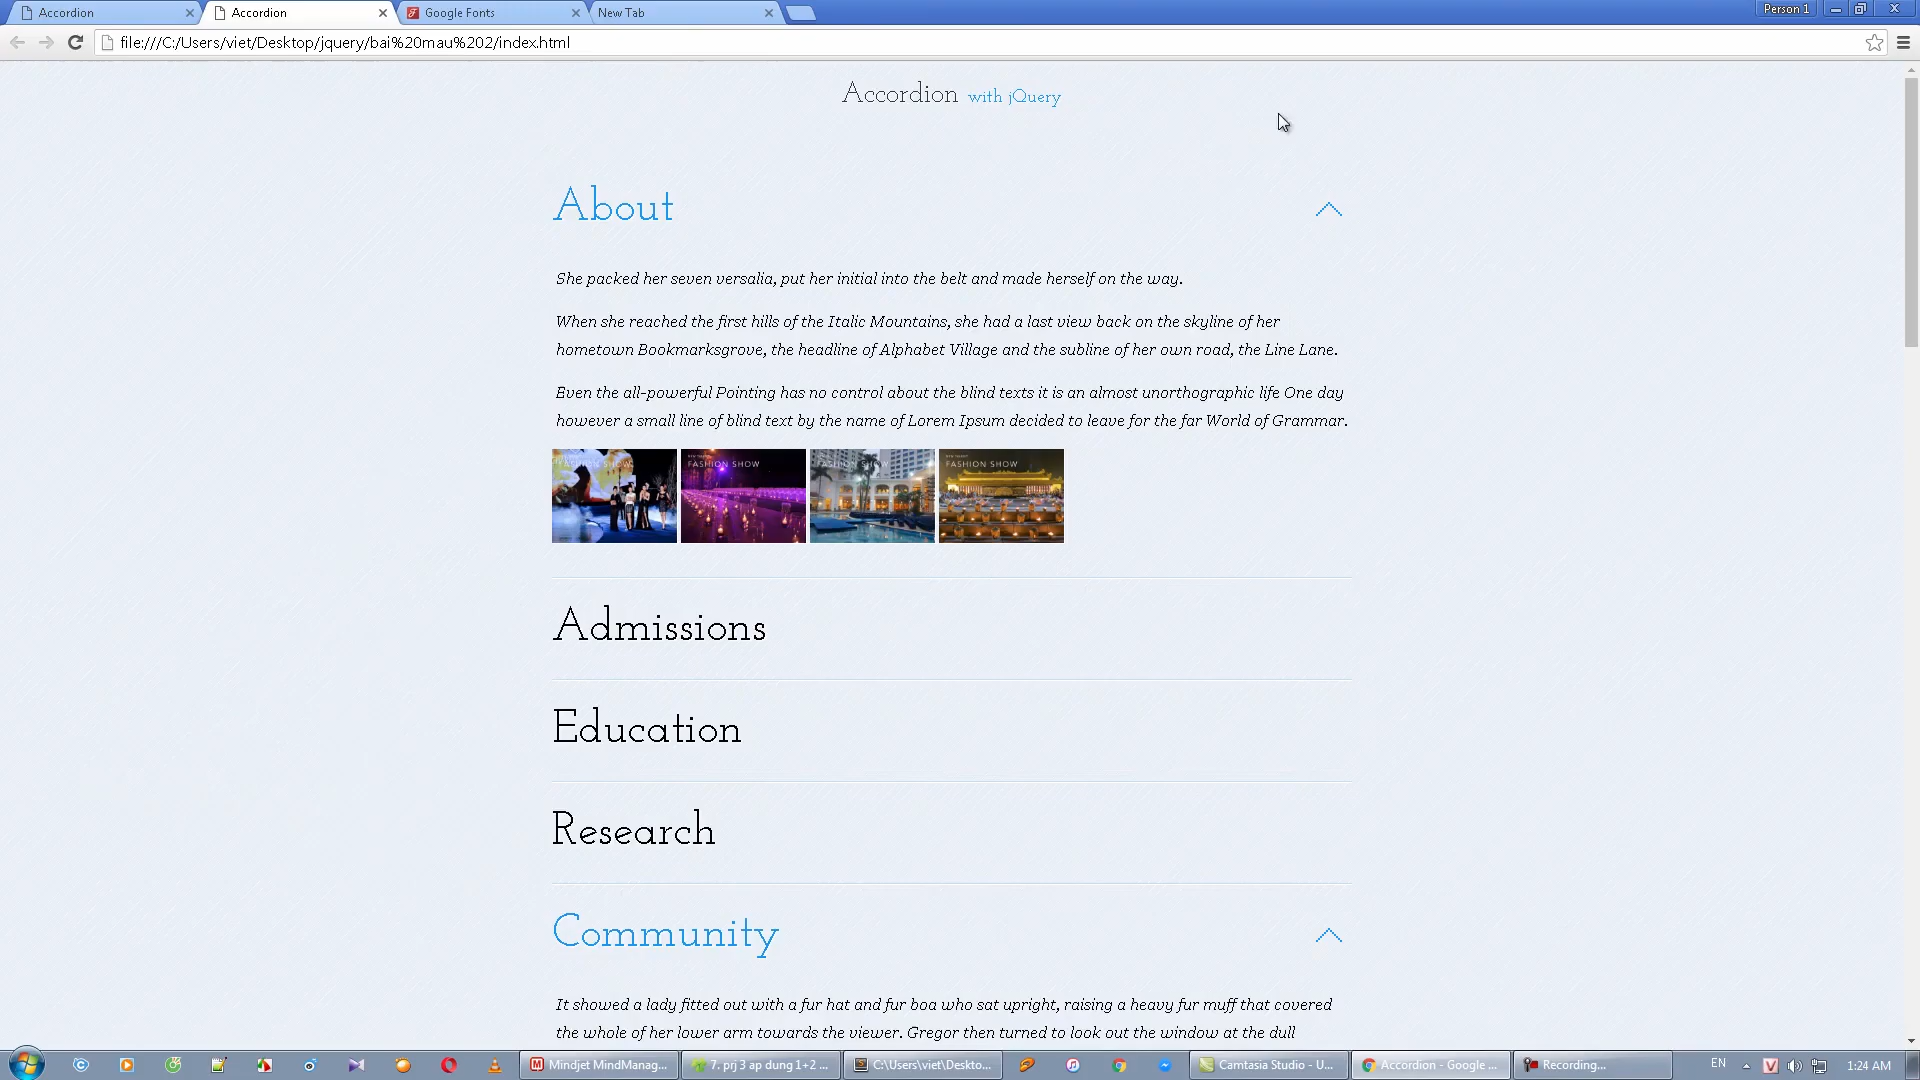 Accordion
Accordion
Google Fonts
New Tab
Person 1
file:///C:/Users/viet/Desktop/jquery/bai%20mau%202/index.html
Accordion with jQuery
About
She packed her seven versalia, put her initial into the belt and made herself on the way.
When she reached the first hills of the Italic Mountains, she had a last view back on the skyline of her
hometown Bookmarksgrove, the headline of Alphabet Village and the subline of her own road, the Line Lane.
Even the all-powerful Pointing has no control about the blind texts it is an almost unorthographic life One day
however a small line of blind text by the name of Lorem Ipsum decided to leave for the far World of Grammar.
FASHION SHOW
FASHION SHOW
FASHION SHOW
FASHION SHOW
Admissions
Education
Research
Community
It showed a lady fitted out with a fur hat and fur boa who sat upright, raising a heavy fur muff that covered
the whole of her lower arm towards the viewer. Gregor then turned to look out the window at the dull
Mindjet MindManag...
7. prj 3 ap dung 1+2 ...
C:\Users\viet\Deskto...
Camtasia Studio - U...
Accordion - Google ...
Recording...
EN
1:24 AM